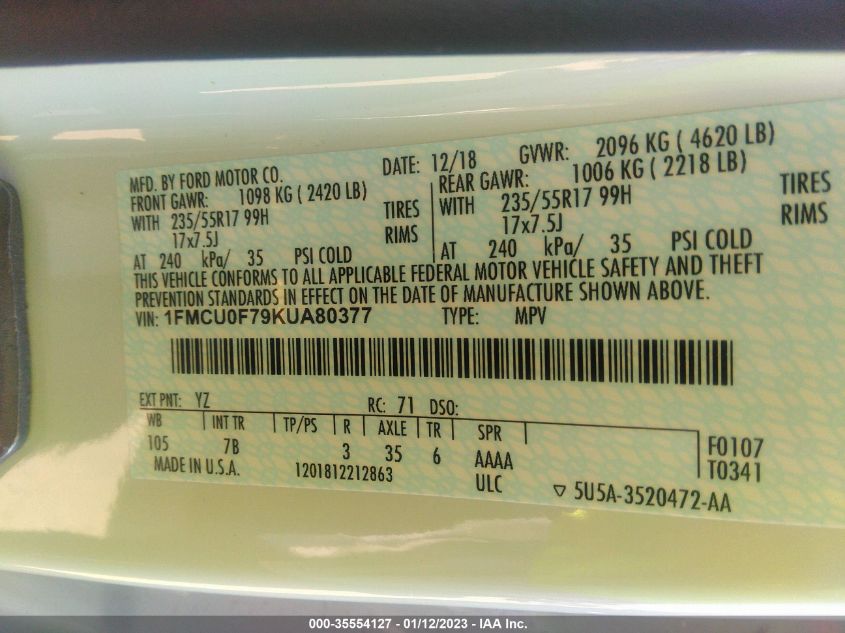 MFD. BY FORD MOTOR CO. DATE: 12/18 GVWR: 2096 KG ( 4620 LB)
FRONT GAWR: 1098 KG ( 2420 LB) REAR GAWR: 1006 KG ( 2218 LB)
WITH 235/55R17 99H TIRES WITH 235/55R17 99H TIRES
17x7.5J RIMS 17x7.5J RIMS
AT 240 kPa/ 35 PSI COLD AT 240 kPa/ 35 PSI COLD
THIS VEHICLE CONFORMS TO ALL APPLICABLE FEDERAL MOTOR VEHICLE SAFETY AND THEFT
PREVENTION STANDARDS IN EFFECT ON THE DATE OF MANUFACTURE SHOWN ABOVE.
VIN: 1FMCU0F79KUA80377 TYPE: MPV
EXT PNT: YZ RC: 71 DSO:
WB INT TR TP/PS R AXLE TR SPR
105 7B 3 35 6 AAAA F0107
MADE IN U.S.A. 1201812212863 ULC T0341
▽ 5U5A-3520472-AA
000-35554127 - 01/12/2023 - IAA Inc.